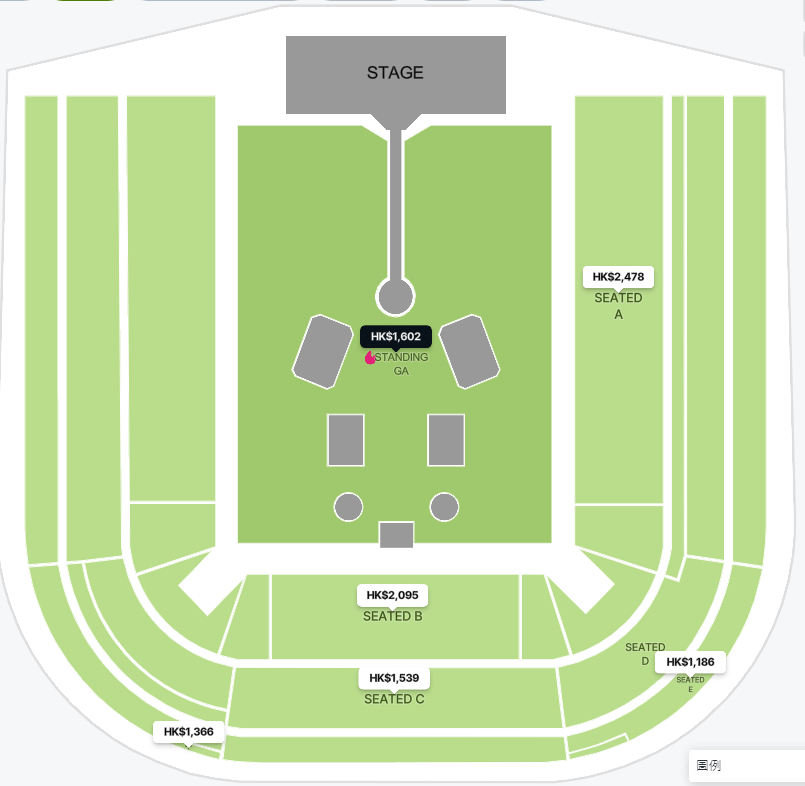 STAGE
HK$2,478
SEATED
A
HK$1,602
STANDING
GA
HK$2,095
SEATED B
HK$1,539
SEATED C
SEATED
D
HK$1,186
SEATED
E
HK$1,366
圖例